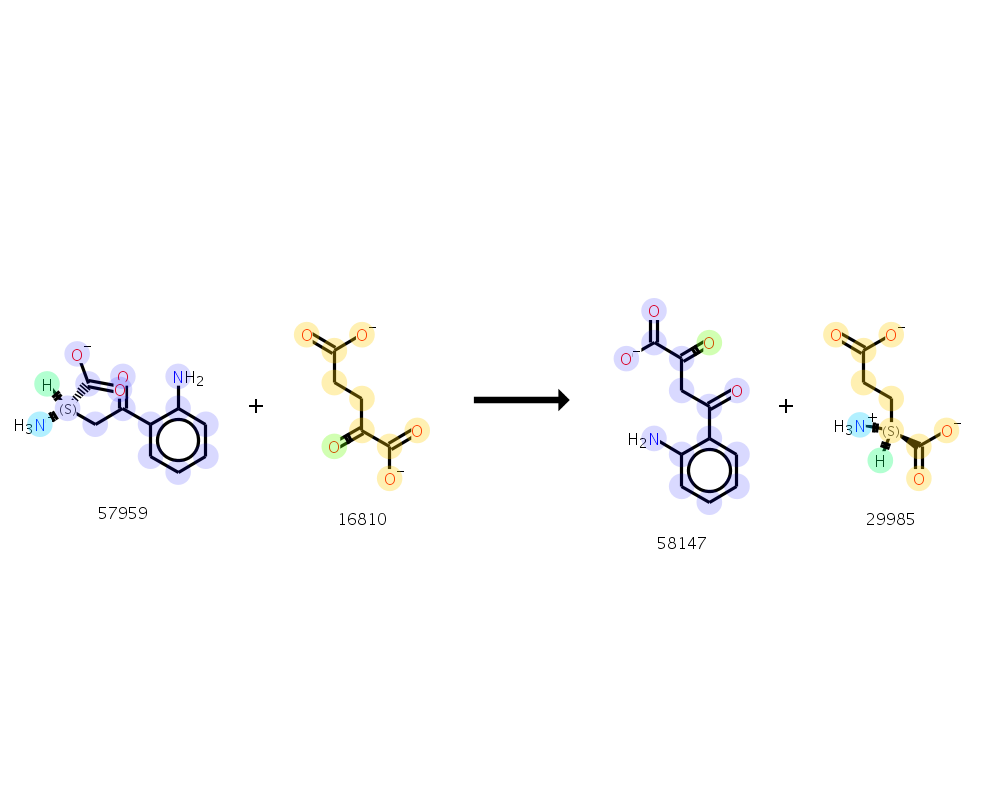 O⁻
H
O
O
NH₂
(S)
H₃N
+
O
O⁻
O
O
O⁻
O
O
O⁻
O
H₂N
+
O
O⁻
H₃N
+
(S)
O⁻
H
O
57959
16810
58147
29985